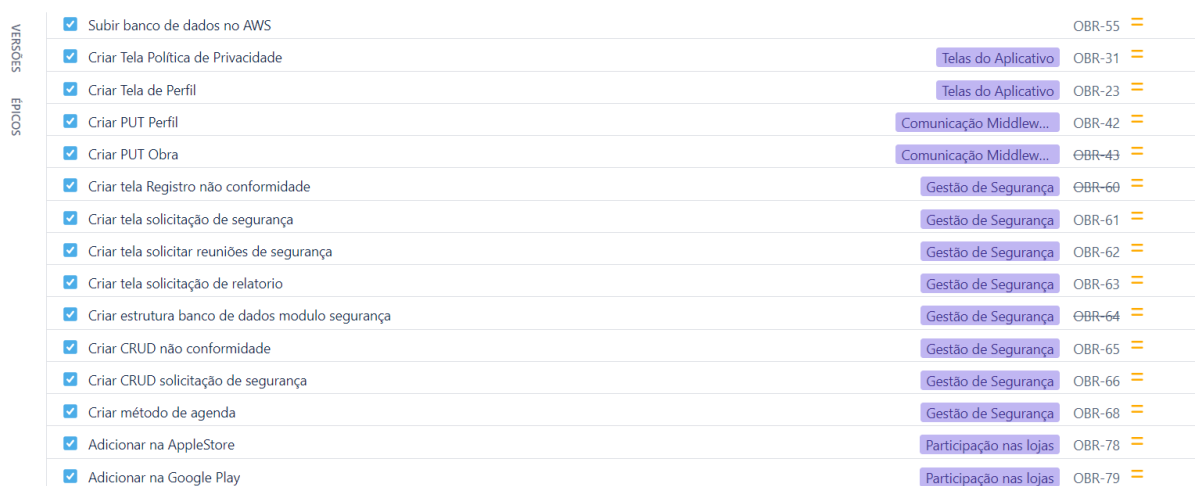 VERSÕES
ÉPICOS
Subir banco de dados no AWS OBR-55
Criar Tela Política de Privacidade Telas do Aplicativo OBR-31
Criar Tela de Perfil Telas do Aplicativo OBR-23
Criar PUT Perfil Comunicação Middlew... OBR-42
Criar PUT Obra Comunicação Middlew... OBR-43
Criar tela Registro não conformidade Gestão de Segurança OBR-60
Criar tela solicitação de segurança Gestão de Segurança OBR-61
Criar tela solicitar reuniões de segurança Gestão de Segurança OBR-62
Criar tela solicitação de relatorio Gestão de Segurança OBR-63
Criar estrutura banco de dados modulo segurança Gestão de Segurança OBR-64
Criar CRUD não conformidade Gestão de Segurança OBR-65
Criar CRUD solicitação de segurança Gestão de Segurança OBR-66
Criar método de agenda Gestão de Segurança OBR-68
Adicionar na AppleStore Participação nas lojas OBR-78
Adicionar na Google Play Participação nas lojas OBR-79